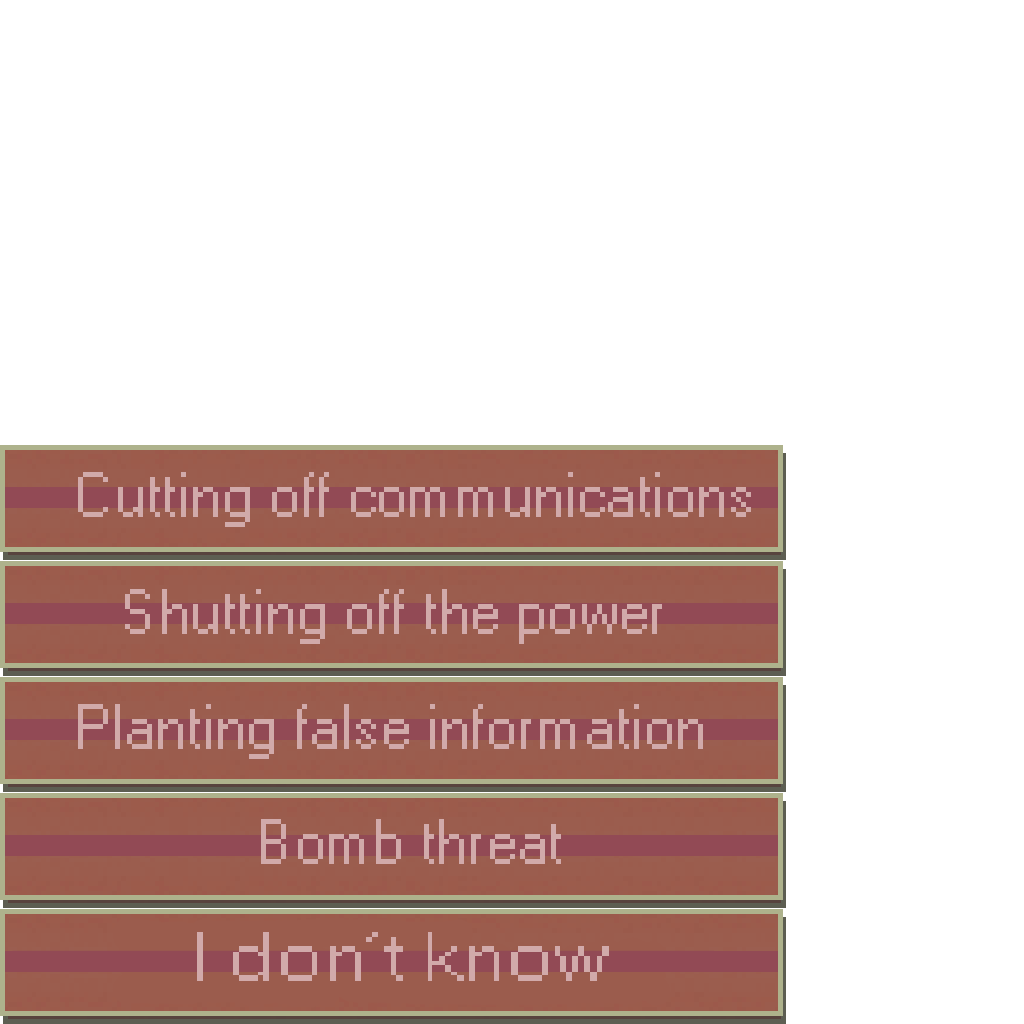 Cutting off communications
Shutting off the power
Planting false information
Bomb threat
I don't know